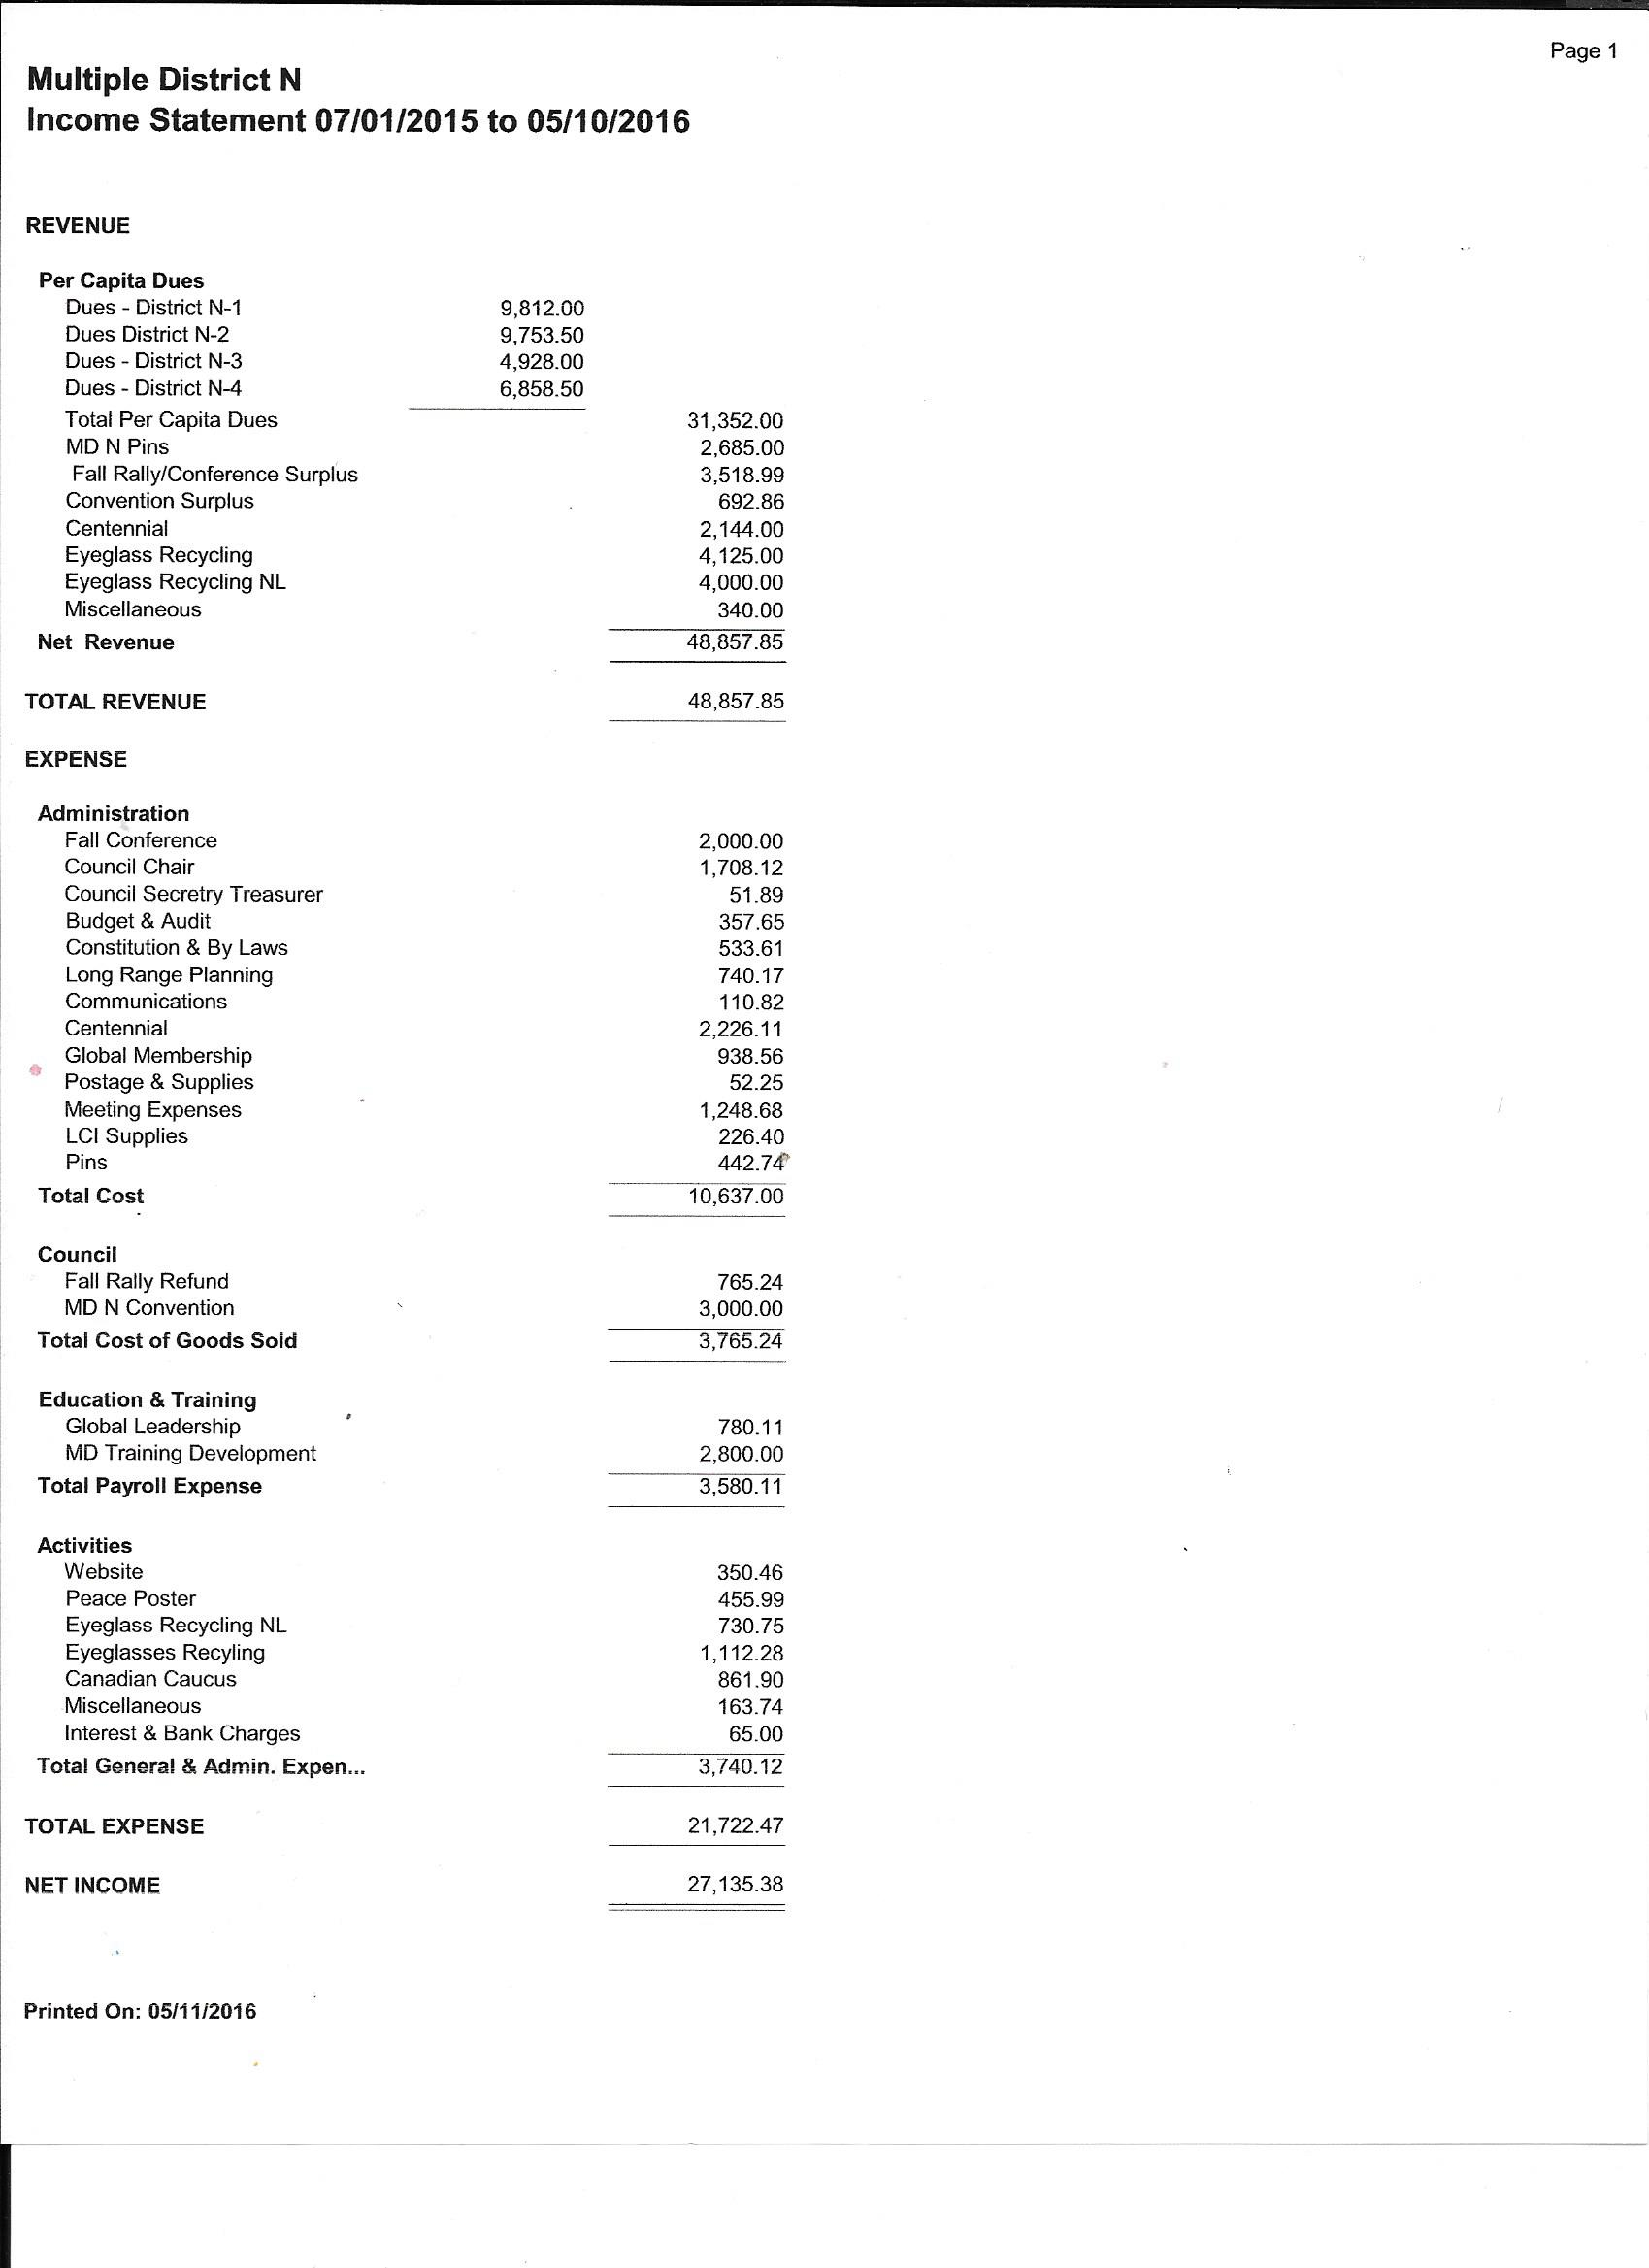 Page 1
Multiple District N
Income Statement 07/01/2015 to 05/10/2016
REVENUE
Per Capita Dues
Dues - District N-1 9,812.00
Dues District N-2 9,753.50
Dues - District N-3 4,928.00
Dues - District N-4 6,858.50
Total Per Capita Dues 31,352.00
MD N Pins 2,685.00
Fall Rally/Conference Surplus 3,518.99
Convention Surplus 692.86
Centennial 2,144.00
Eyeglass Recycling 4,125.00
Eyeglass Recycling NL 4,000.00
Miscellaneous 340.00
Net Revenue 48,857.85
TOTAL REVENUE 48,857.85
EXPENSE
Administration
Fall Conference 2,000.00
Council Chair 1,708.12
Council Secretry Treasurer 51.89
Budget & Audit 357.65
Constitution & By Laws 533.61
Long Range Planning 740.17
Communications 110.82
Centennial 2,226.11
Global Membership 938.56
Postage & Supplies 52.25
Meeting Expenses 1,248.68
LCI Supplies 226.40
Pins 442.74
Total Cost 10,637.00
Council
Fall Rally Refund 765.24
MD N Convention 3,000.00
Total Cost of Goods Sold 3,765.24
Education & Training
Global Leadership 780.11
MD Training Development 2,800.00
Total Payroll Expense 3,580.11
Activities
Website 350.46
Peace Poster 455.99
Eyeglass Recycling NL 730.75
Eyeglasses Recyling 1,112.28
Canadian Caucus 861.90
Miscellaneous 163.74
Interest & Bank Charges 65.00
Total General & Admin. Expen... 3,740.12
TOTAL EXPENSE 21,722.47
NET INCOME 27,135.38
Printed On: 05/11/2016